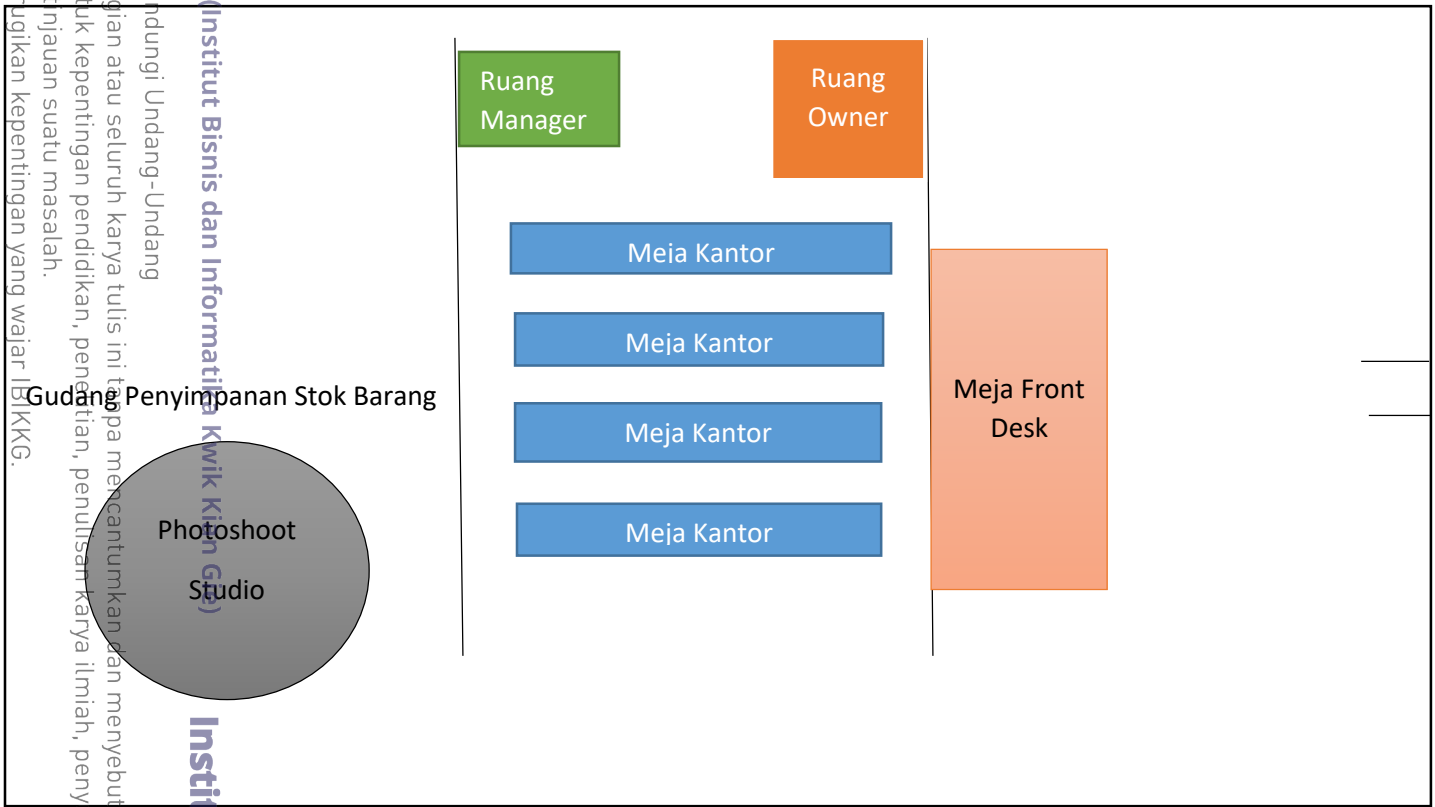 Ruang
Manager
Ruang
Owner
Meja Kantor
Meja Kantor
Meja Kantor
Meja Kantor
Meja Front
Desk
Gudang Penyimpanan Stok Barang
Photoshoot
Studio
(Institut Bisnis dan Informatika Kwik Kian Gie)
Instit
ndungi Undang-Undang
gian atau seluruh karya tulis ini tanpa mencantumkan dan menyebut
tuk kepentingan pendidikan, penelitian, penulisan karya ilmiah, peny
tinjauan suatu masalah.
rugikan kepentingan yang wajar IBIKKG.